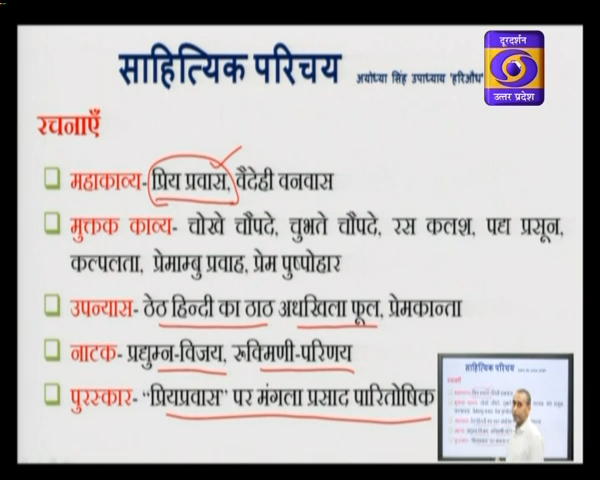 साहित्यिक परिचय अयोध्या सिंह उपाध्याय 'हरिऔध'
दूरदर्शन
उत्तर प्रदेश
रचनाएँ
महाकाव्य- प्रिय प्रवास, वैदेही वनवास
मुक्तक काव्य- चोखे चौपदे, चुभते चौपदे, रस कलश, पद्य प्रसून,
कल्पलता, प्रेमाम्बु प्रवाह, प्रेम पुष्पोहार
उपन्यास- ठेठ हिन्दी का ठाठ अधखिला फूल, प्रेमकान्ता
नाटक- प्रद्युम्न-विजय, रुक्मिणी-परिणय
पुरस्कार- “प्रियप्रवास” पर मंगला प्रसाद पारितोषिक
साहित्यिक परिचय